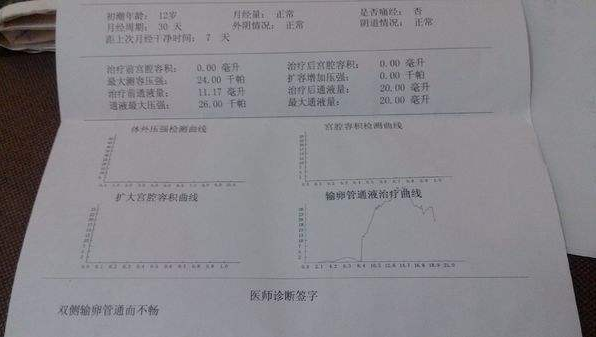 初潮年龄： 12岁 月经量： 正常 是否痛经： 否
月经周期： 30 天 外阴情况： 正常 阴道情况： 正常
距上次月经干净时间： 7 天
治疗前宫腔容积： 0.00 毫升 治疗后宫腔容积： 0.00 毫升
最大测容压强： 24.00 千帕 扩容增加压强： 0.00 千帕
治疗前通液量： 11.17 毫升 治疗后通液量： 20.00 毫升
通液最大压强： 26.00 千帕 最大通液量： 20.00 毫升
体外压强检测曲线 宫腔容积检测曲线
扩大宫腔容积曲线 输卵管通液治疗曲线
医师诊断签字
双侧输卵管通而不畅